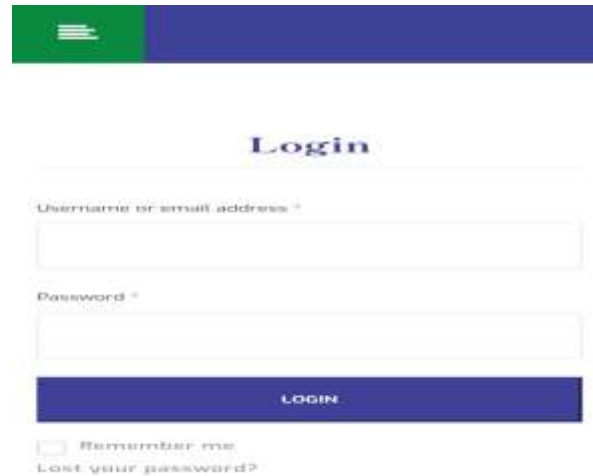 Login
Username or email address *
Password *
LOGIN
Remember me
Lost your password?